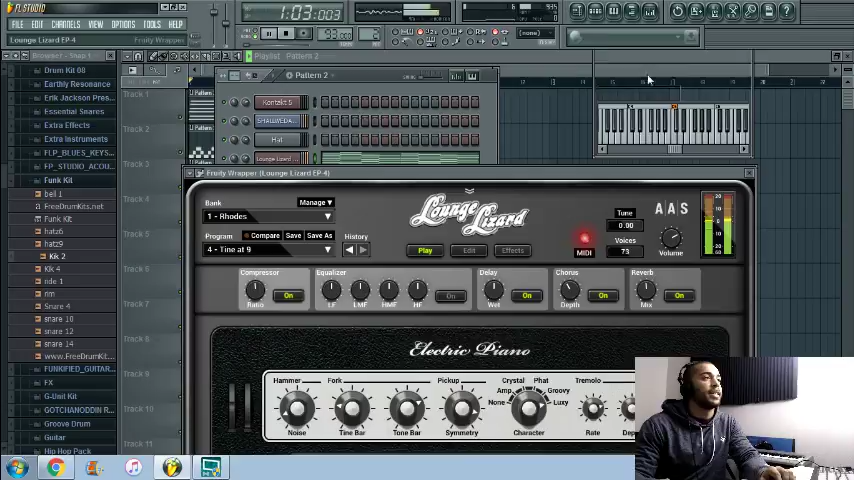 FL STUDIO
1:03:003
FILE EDIT CHANNELS VIEW OPTIONS TOOLS HELP
93.000
(none)
Lounge Lizard EP-4 Fruity Wrapper
Browser - Snap 1
Playlist Pattern 2
Drum Kit 08
Earthly Resonance
Erik Jackson Pres...
Essential Snares
Extra Effects
Extra Instruments
FLP_BLUES_KEYS...
FP_STUDIO_ACOU...
Funk Kit
bell 1
FreeDrumKits.net
Funk Kit
hatz6
hatz9
Kik 2
Kik 4
ride 1
rim
Snare 4
snare 10
snare 12
snare 14
www.FreeDrumKit...
FUNKIFIED_GUITAR...
FX
G-Unit Kit
GOTCHANODDIN R...
Groove Drum
Guitar
Hip Hop Pack
Track 1
Track 2
Track 3
Track 4
Track 5
Track 6
Track 7
Track 8
Track 9
Track 10
Track 11
Pattern 2
Kontakt 5
SHALLWEDA...
Hat
Lounge Lizard ...
Fruity Wrapper (Lounge Lizard EP-4)
Bank
Manage
1 - Rhodes
Program
Compare Save Save As
History
4 - Tine at 9
Lounge Lizard
Play Edit Effects
MIDI
Tune
0.00
Voices
73
AAS
Volume
Compressor
Ratio
On
Equalizer
LF LMF HMF HF
On
Delay
Wet
On
Chorus
Depth
On
Reverb
Mix
On
Electric Piano
Hammer
Noise
Fork
Tine Bar
Tone Bar
Pickup
Symmetry
Crystal Phat
Amp Groovy
None Luxy
Character
Tremolo
Rate